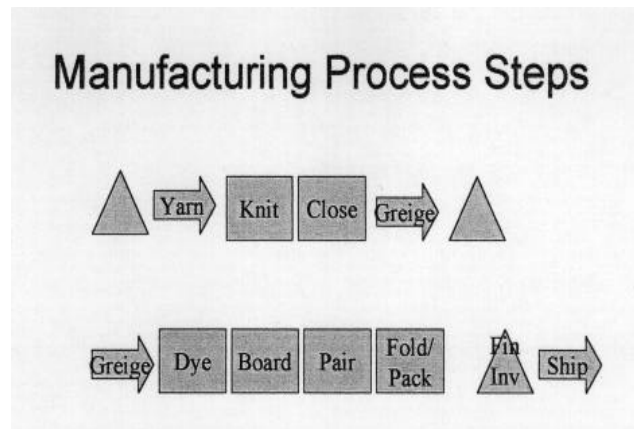 Manufacturing Process Steps
Yarn Knit Close Greige
Greige Dye Board Pair Fold/
Pack Fin
Inv Ship